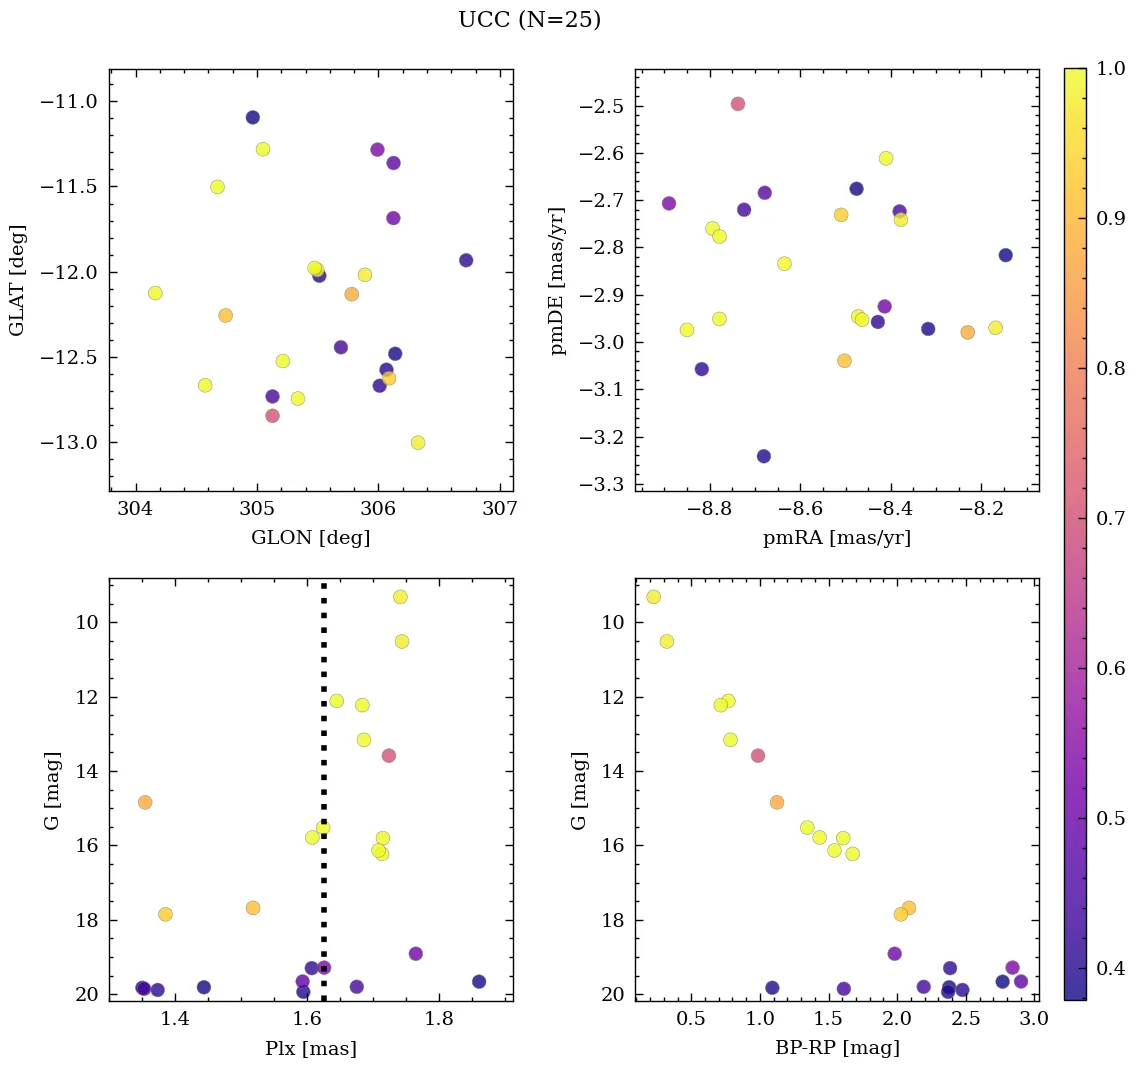 UCC (N=25)
−11.0
−11.5
−12.0
−12.5
−13.0
GLAT [deg]
304 305 306 307
GLON [deg]
−2.5
−2.6
−2.7
−2.8
−2.9
−3.0
−3.1
−3.2
−3.3
pmDE [mas/yr]
−8.8 −8.6 −8.4 −8.2
pmRA [mas/yr]
10
12
14
16
18
20
G [mag]
1.4 1.6 1.8
Plx [mas]
10
12
14
16
18
20
G [mag]
0.5 1.0 1.5 2.0 2.5 3.0
BP-RP [mag]
1.0
0.9
0.8
0.7
0.6
0.5
0.4